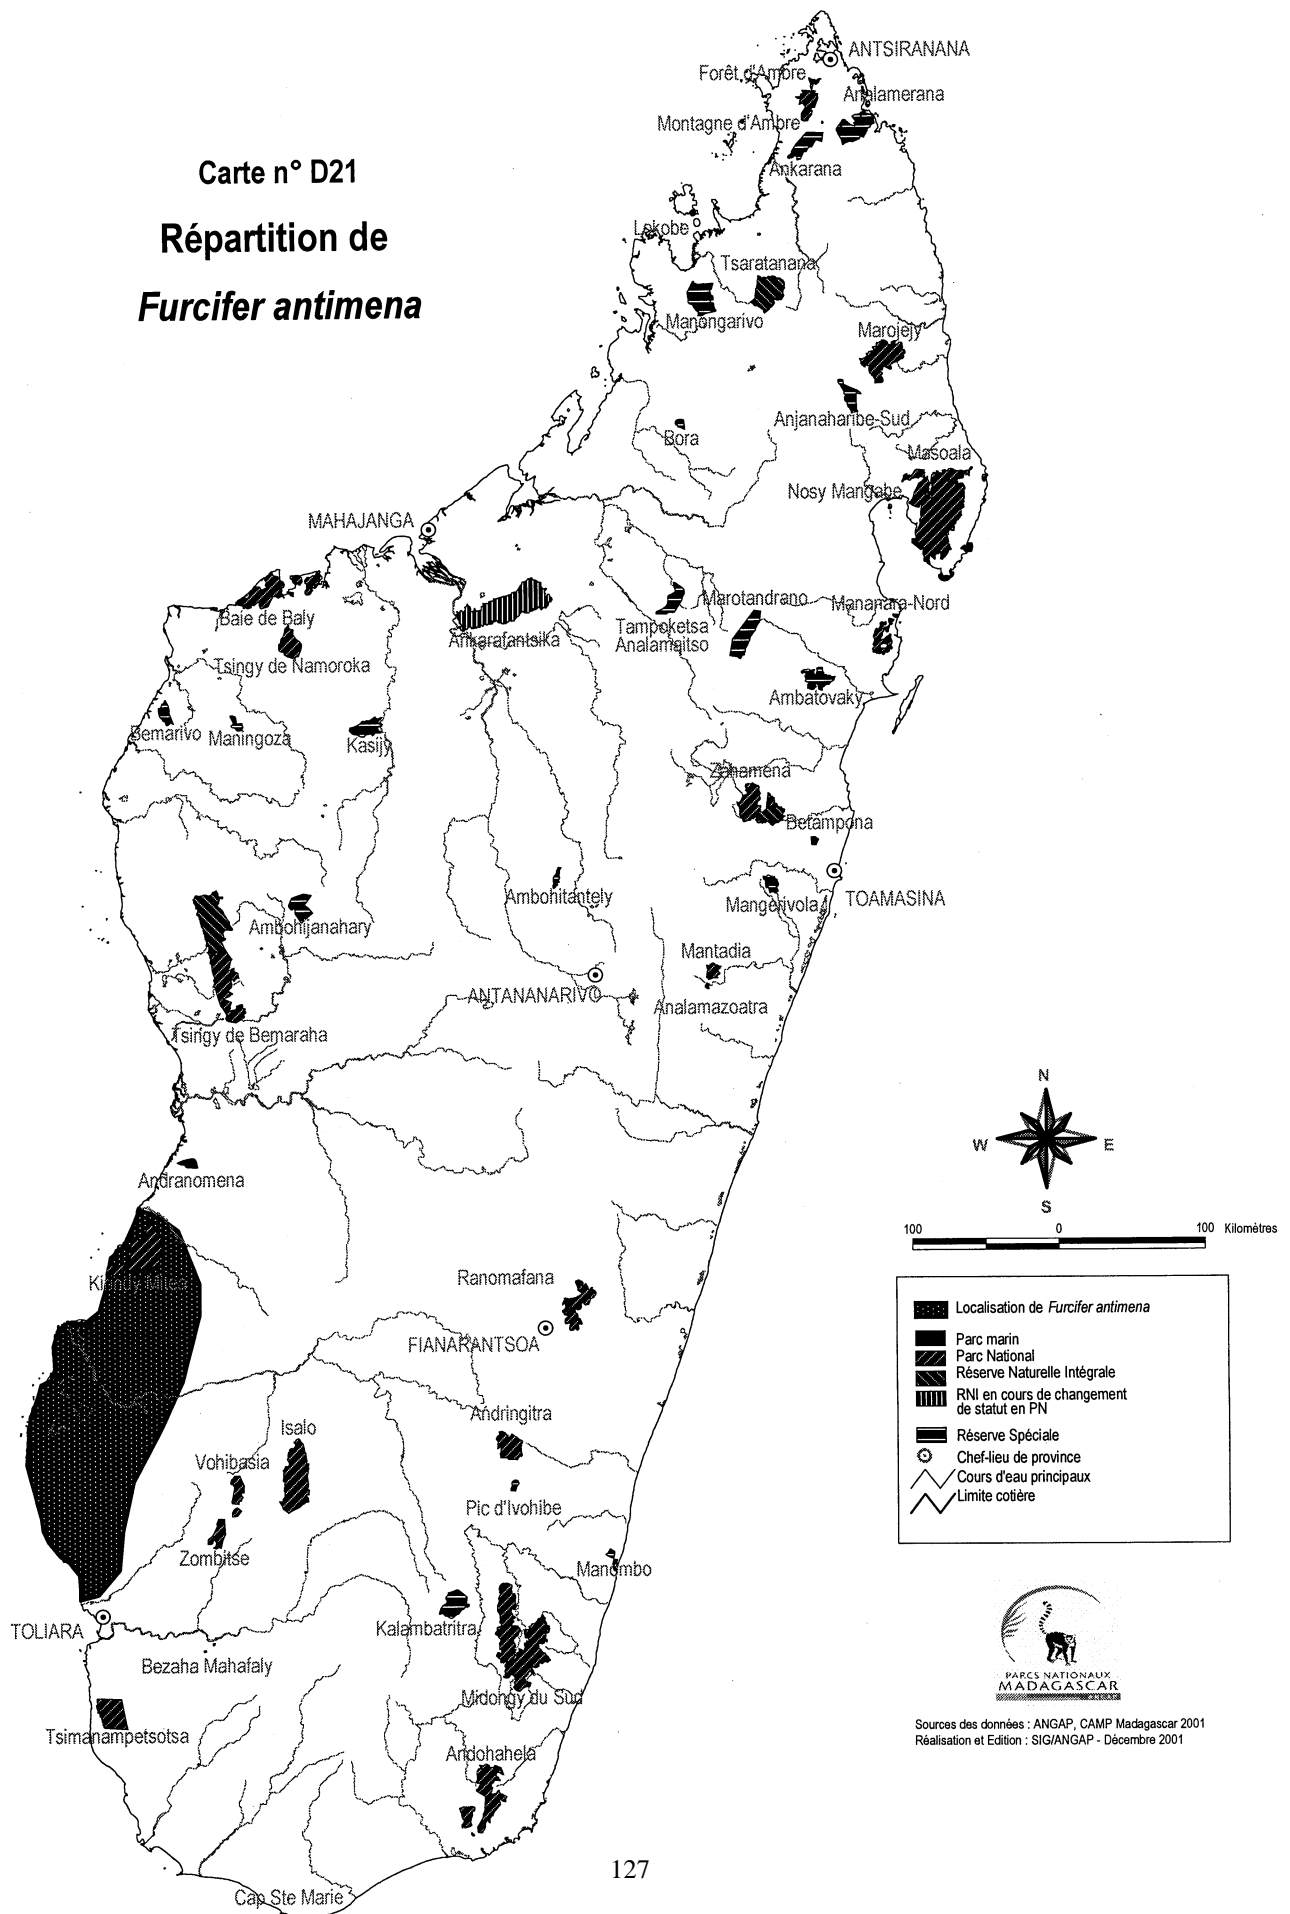 Carte n° D21
Répartition de
Furcifer antimena
ANTSIRANANA
Forêt d'Ambre
Analamerana
Montagne d'Ambre
Ankarana
Lokobe
Tsaratanana
Manongarivo
Marojejy
Anjanaharibe-Sud
Bora
Masoala
Nosy Mangabe
MAHAJANGA
Baie de Baly
Ankarafantsika
Marotandrano
Mananara-Nord
Tampoketsa
Analamaitso
Tsingy de Namoroka
Ambatovaky
Bemarivo
Maningoza
Kasijy
Zahamena
Betampona
Ambohitantely
Mangerivola
TOAMASINA
Ambohijanahary
Mantadia
ANTANANARIVO
Analamazoatra
Tsingy de Bemaraha
Andranomena
Kirindy Mitea
Ranomafana
FIANARANTSOA
Andringitra
Isalo
Vohibasia
Pic d'Ivohibe
Zombitse
Manombo
TOLIARA
Kalambatritra
Bezaha Mahafaly
Midongy du Sud
Tsimanampetsotsa
Andohahela
Cap Ste Marie
N
W E
S
100 0 100 Kilomètres
Localisation de Furcifer antimena
Parc marin
Parc National
Réserve Naturelle Intégrale
RNI en cours de changement
de statut en PN
Réserve Spéciale
Chef-lieu de province
Cours d'eau principaux
Limite cotière
PARCS NATIONAUX
MADAGASCAR
ANGAP
Sources des données : ANGAP, CAMP Madagascar 2001
Réalisation et Edition : SIG/ANGAP - Décembre 2001
127